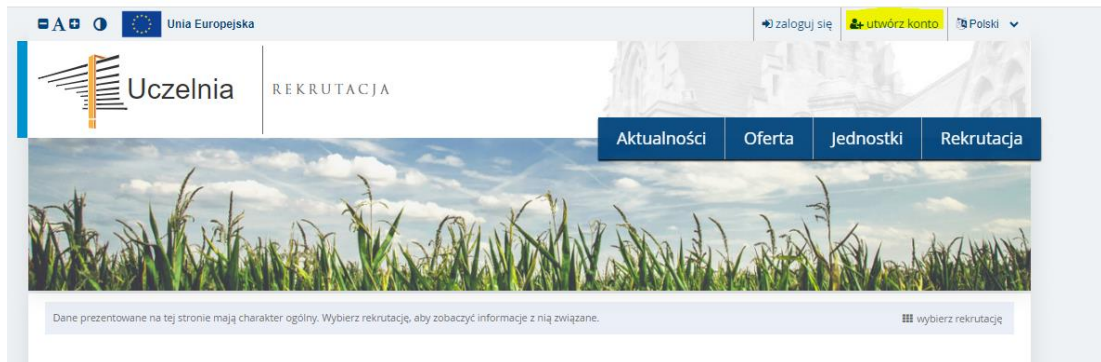 A Unia Europejska zaloguj się utwórz konto Polski
Uczelnia REKRUTACJA
Aktualności Oferta Jednostki Rekrutacja
Dane prezentowane na tej stronie mają charakter ogólny. Wybierz rekrutację, aby zobaczyć informacje z nią związane. wybierz rekrutację